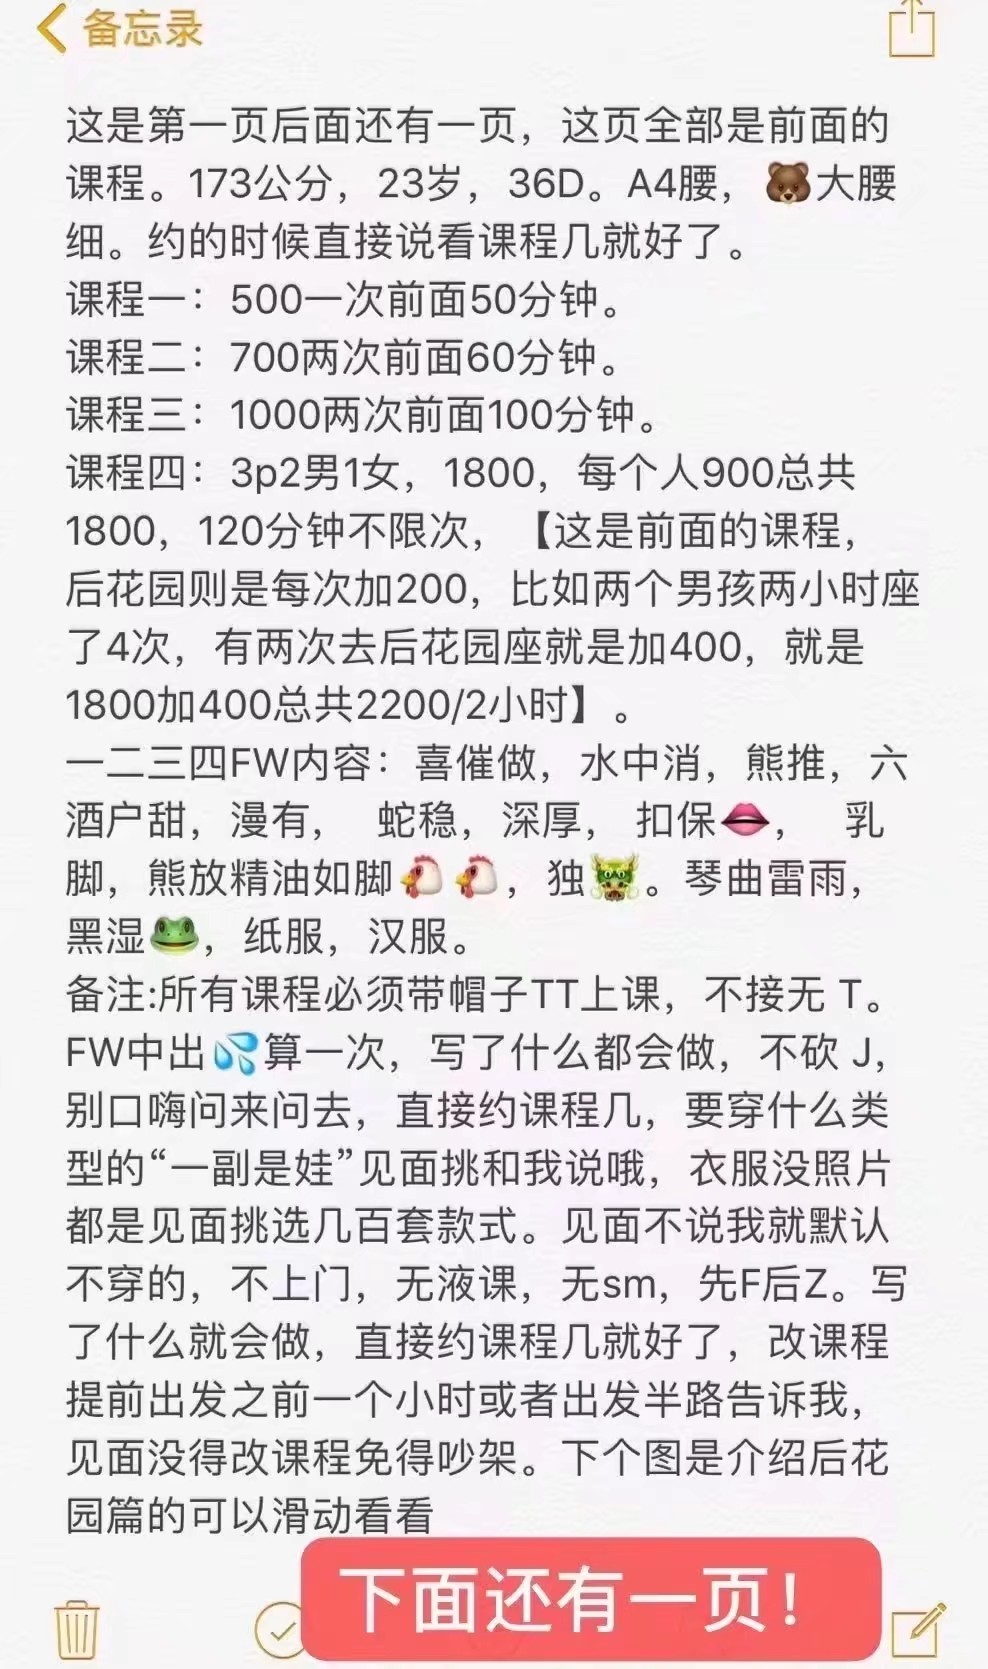 备忘录
这是第一页后面还有一页，这页全部是前面的
课程。173公分，23岁，36D。A4腰，🐻大腰
细。约的时候直接说看课程几就好了。
课程一：500一次前面50分钟。
课程二：700两次前面60分钟。
课程三：1000两次前面100分钟。
课程四：3p2男1女，1800，每个人900总共
1800，120分钟不限次，【这是前面的课程，
后花园则是每次加200，比如两个男孩两小时座
了4次，有两次去后花园座就是加400，就是
1800加400总共2200/2小时】。
一二三四FW内容：喜催做，水中消，熊推，六
酒户甜，漫有， 蛇稳，深厚， 扣保👄， 乳
脚，熊放精油如脚🐔🐔，独🐲。琴曲雷雨，
黑湿🐸，纸服，汉服。
备注:所有课程必须带帽子TT上课，不接无 T。
FW中出💦算一次，写了什么都会做，不砍 J，
别口嗨问来问去，直接约课程几，要穿什么类
型的“一副是娃”见面挑和我说哦，衣服没照片
都是见面挑选几百套款式。见面不说我就默认
不穿的，不上门，无液课，无sm，先F后Z。写
了什么就会做，直接约课程几就好了，改课程
提前出发之前一个小时或者出发半路告诉我，
见面没得改课程免得吵架。下个图是介绍后花
园篇的可以滑动看看
下面还有一页！